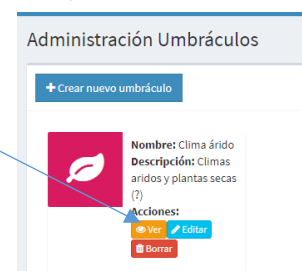 Administración Umbráculos
+ Crear nuevo umbráculo
Nombre: Clima árido
Descripción: Climas
aridos y plantas secas
(?)
Acciones:
Ver Editar
Borrar